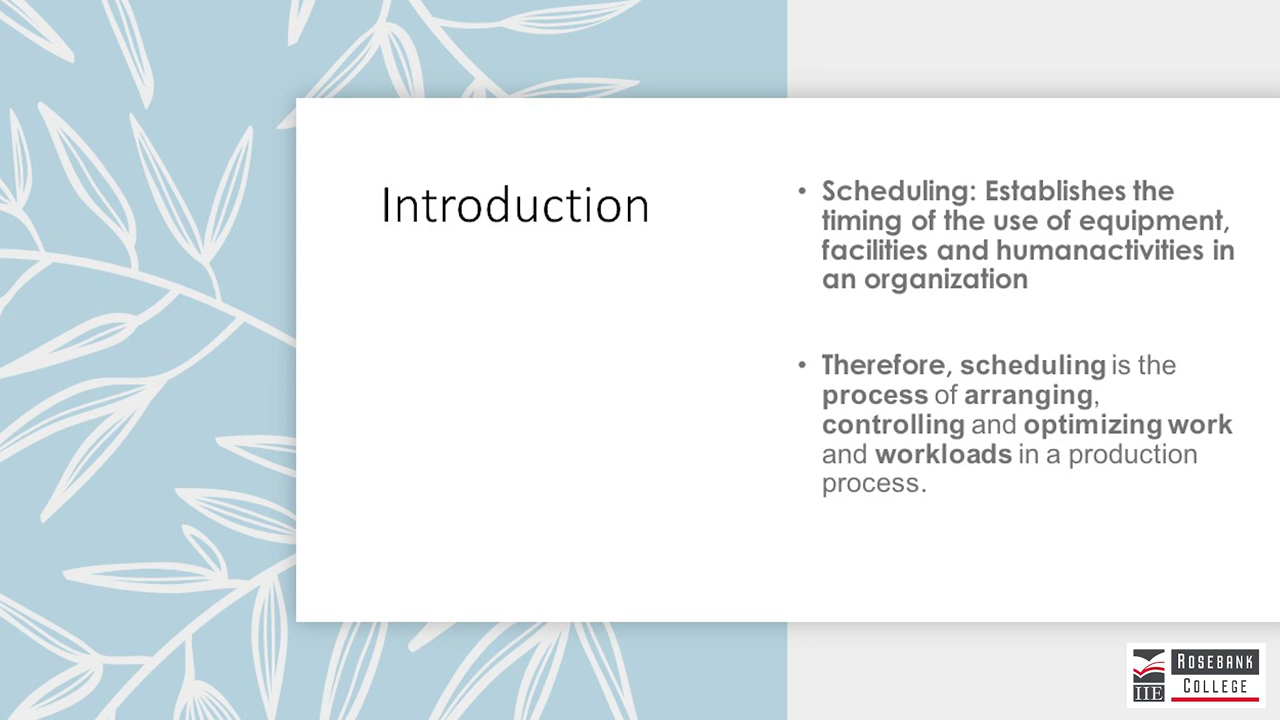 Introduction
• Scheduling: Establishes the
timing of the use of equipment,
facilities and humanactivities in
an organization
• Therefore, scheduling is the
process of arranging,
controlling and optimizing work
and workloads in a production
process.
IIE
ROSEBANK
COLLEGE